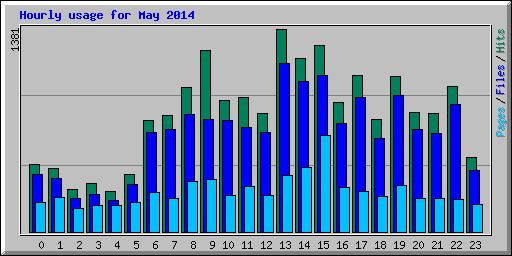 Hourly usage for May 2014
1381
Pages/Files/Hits
0 1 2 3 4 5 6 7 8 9 10 11 12 13 14 15 16 17 18 19 20 21 22 23